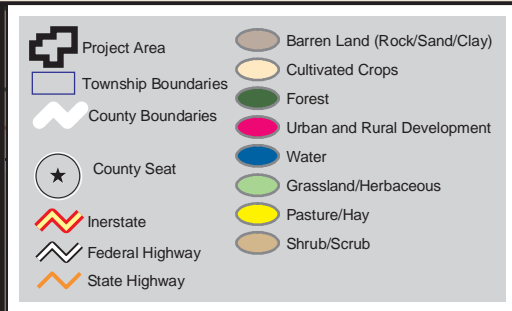 Project Area
Township Boundaries
County Boundaries
County Seat
Inerstate
Federal Highway
State Highway
Barren Land (Rock/Sand/Clay)
Cultivated Crops
Forest
Urban and Rural Development
Water
Grassland/Herbaceous
Pasture/Hay
Shrub/Scrub